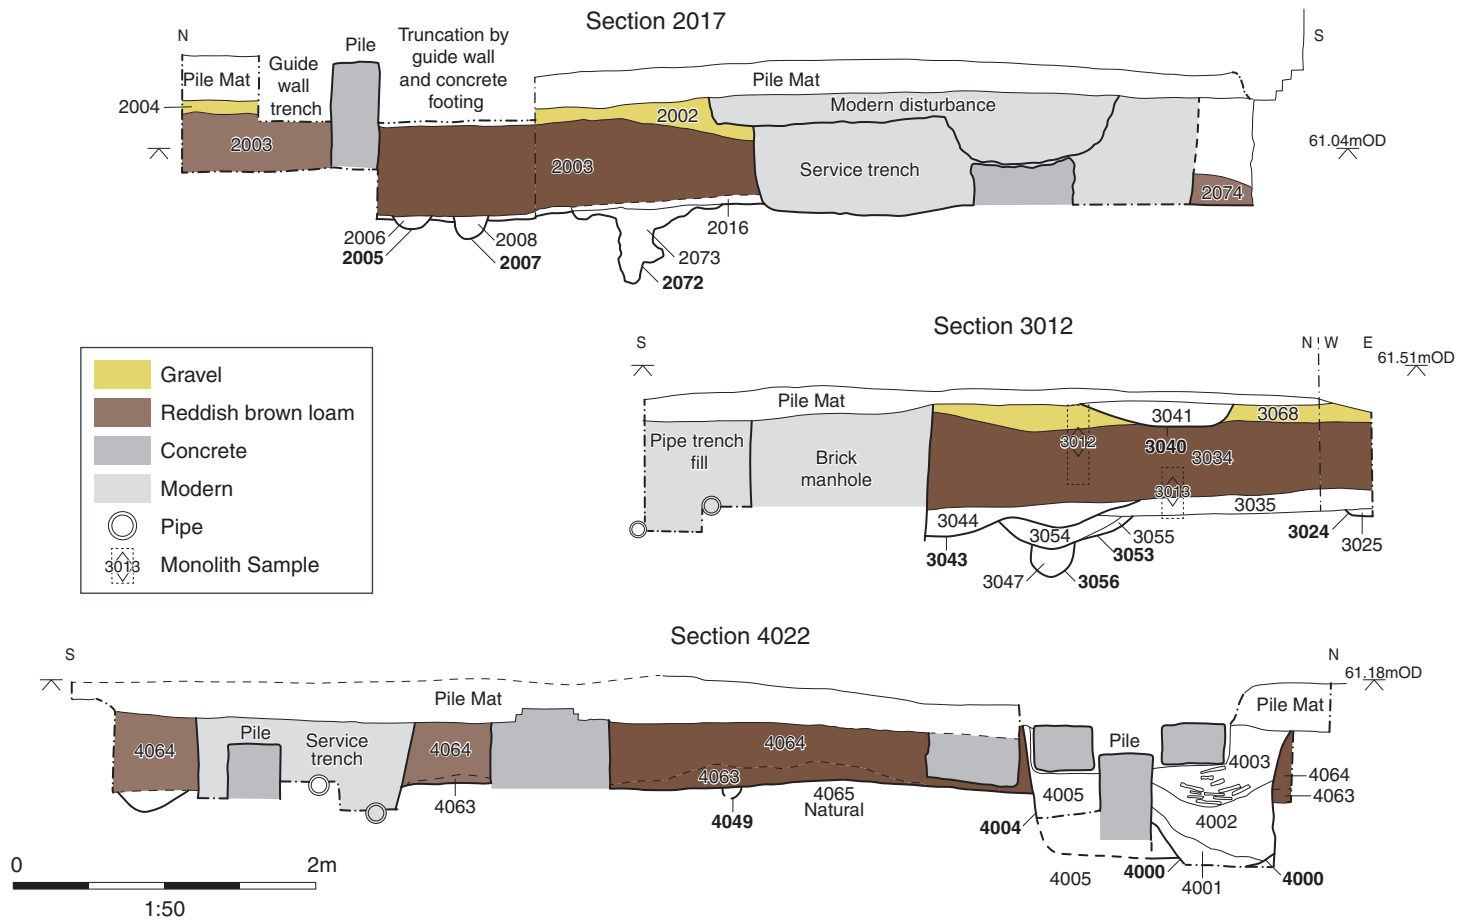 Section 2017
N
Pile Mat
2004
Guide
wall
trench
Pile
Truncation by
guide wall
and concrete
footing
Pile Mat
S
2002
Modern disturbance
2003
2003
Service trench
61.04mOD
2074
2006
2005
2008
2007
2016
2073
2072
Section 3012
S
N
W
E
61.51mOD
Pile Mat
Pipe trench
fill
Brick
manhole
3041
3068
3012
3040
3034
3013
3035
3044
3054
3055
3043
3053
3047
3056
3024
3025
Gravel
Reddish brown loam
Concrete
Modern
Pipe
3013
Monolith Sample
Section 4022
S
N
61.18mOD
Pile Mat
Pile Mat
4064
Pile
Service
trench
4064
4063
4064
4063
4065
Natural
4049
Pile
4003
4064
4063
4005
4004
4002
4005
4000
4001
4000
0
2m
1:50